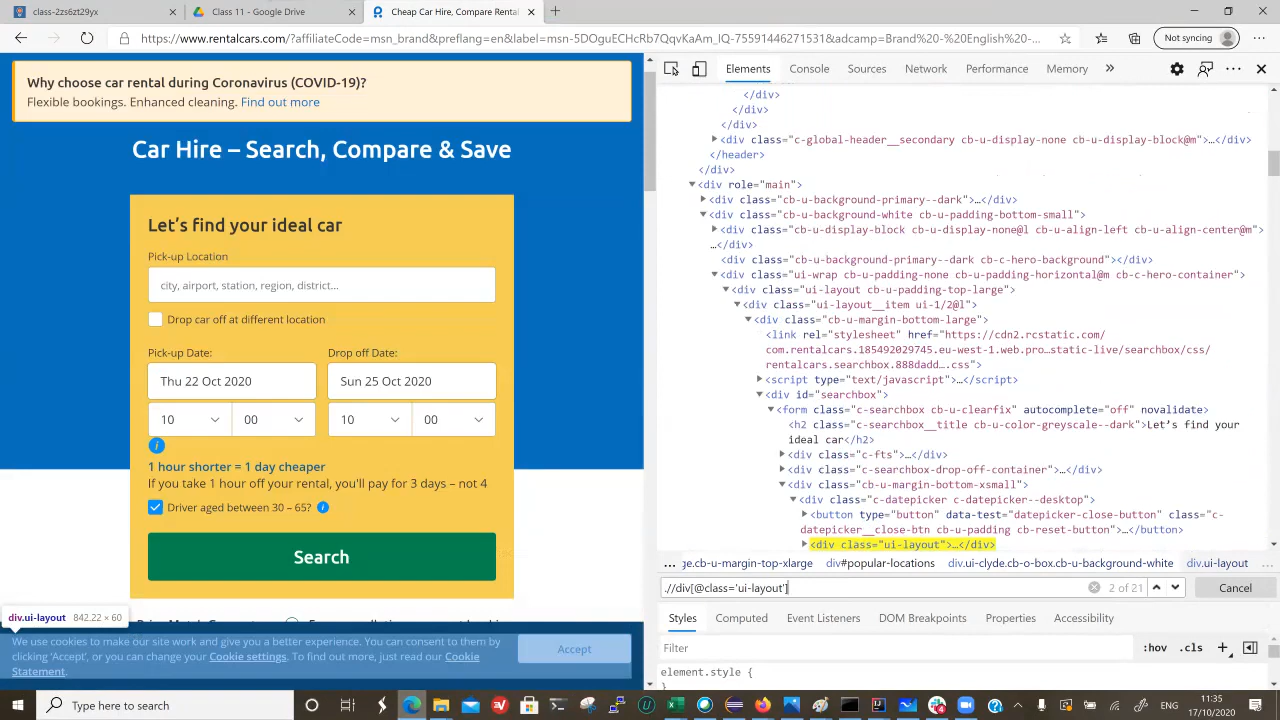 class-2zs6zt29yx
Class 11 - Google Drive
Cheap Car Hire, Rental
https://www.rentalcars.com/?affiliateCode=msn_brand&preflang=en&label=msn-5DOguECHcRb7QqvKaAm_IQ-75591446271531&adcamp=Brand%20-%20English%20-...
Not syncing
Why choose car rental during Coronavirus (COVID-19)?
Flexible bookings. Enhanced cleaning. Find out more
Car Hire – Search, Compare & Save
Let's find your ideal car
Pick-up Location
city, airport, station, region, district...
Drop car off at different location
Pick-up Date:
Drop off Date:
Thu 22 Oct 2020
Sun 25 Oct 2020
10
00
10
00
i
1 hour shorter = 1 day cheaper
If you take 1 hour off your rental, you'll pay for 3 days – not 4
Driver aged between 30 – 65?
i
Search
div.ui-layout 842.22 × 60
We use cookies to make our site work and give you a better experience. You can consent to them by
clicking 'Accept', or you can change your Cookie settings. To find out more, just read our Cookie
Statement.
Accept
Elements
Console
Sources
Network
Performance
Memory
</div>
</div>
</div>
<div class="c-global-header__secondary cb-u-display-none cb-u-display-block@m">…</div>
</header>
</div>
<div role="main">
<div class="cb-u-background-primary--dark">…</div>
<div class="cb-u-background-white cb-u-padding-bottom-small">
<div class="cb-u-display-block cb-u-display-none@l cb-u-align-left cb-u-align-center@m">
…</div>
<div class="cb-u-background-primary--dark cb-c-hero-background"></div>
<div class="ui-wrap cb-u-padding-none cb-u-padding-horizontal@m cb-c-hero-container">
<div class="ui-layout cb-u-padding-top-large">
<div class="ui-layout__item ui-1/2@l">
<div class="cb-u-margin-bottom-large">
<link rel="stylesheet" href="https://cdn2.rcstatic.com/
com.rentalcars.185492029745.eu-west-1.web.pro…static-live/searchbox/css/
rentalcars.searchbox.888dadd….css">
<script type="text/javascript">…</script>
<div id="searchbox">
<form class="c-searchbox cb-u-clearfix" autocomplete="off" novalidate>
<h2 class="c-searchbox__title cb-u-color-greyscale--dark">Let's find your
ideal car</h2>
<div class="c-fts">…</div>
<div class="c-searchbox-drop-off-container">…</div>
<div class="cb-u-margin-bottom-xsmall">
<div class="c-datepicker c-datepicker--desktop">
<button type="button" data-test="datepicker-close-button" class="c-
datepicker__close-btn cb-u-padding cb-reset-button">…</button>
<div class="ui-layout">…</div>
ge.cb-u-margin-top-xxlarge
div#popular-locations
div.ui-clyde.cb-o-box.cb-u-margin-top-large
.//div[@class='ui-layout']
2 of 21
Cancel
Styles
Computed
Event Listeners
DOM Breakpoints
Properties
Accessibility
Filter
:hov
.cls
element.style {
Type here to search
11:35
17/10/2020